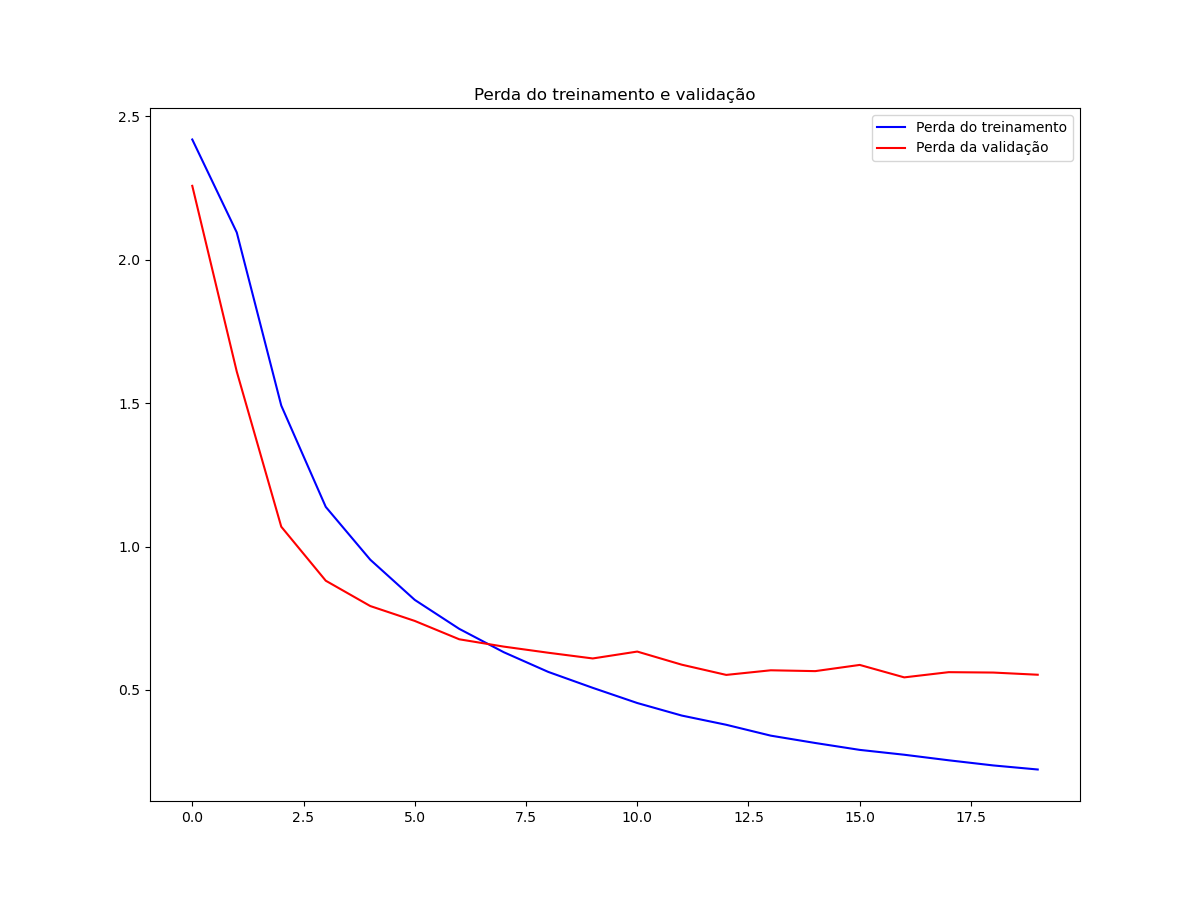 Perda do treinamento e validação
Perda do treinamento
Perda da validação
2.5
2.0
1.5
1.0
0.5
0.0 2.5 5.0 7.5 10.0 12.5 15.0 17.5